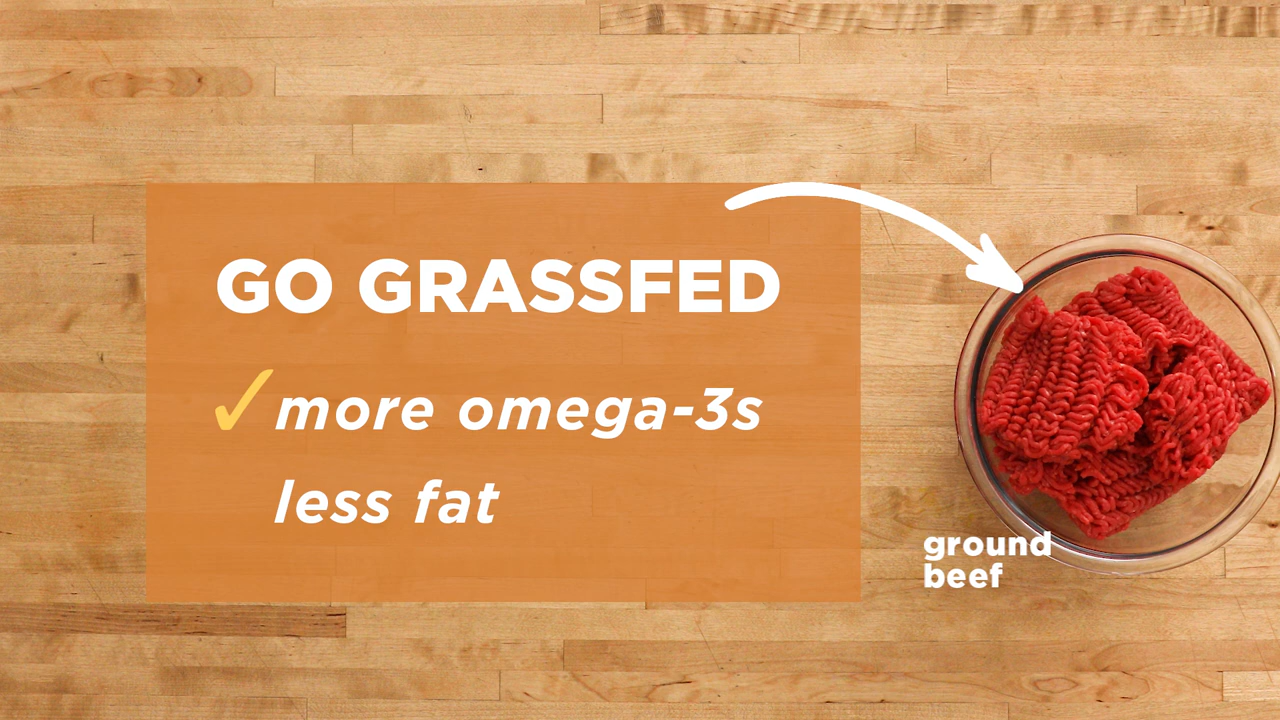 GO GRASSFED
✓ more omega-3s
less fat
ground
beef